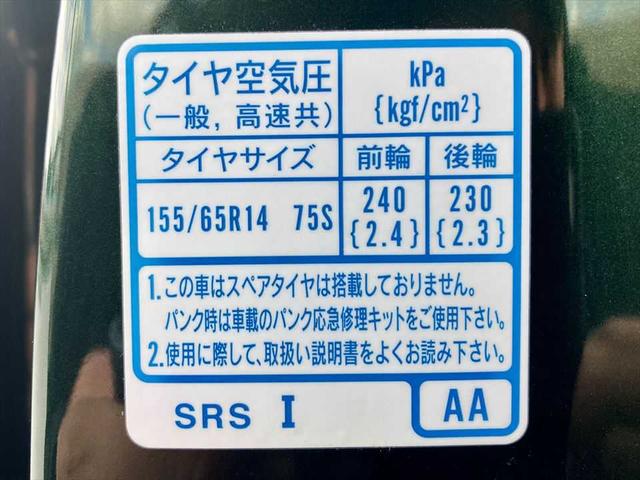 タイヤ空気圧
(一般, 高速共)
kPa
{kgf/cm²}
タイヤサイズ 前輪 後輪
155/65R14 75S 240 230
{2.4} {2.3}
1. この車はスペアタイヤは搭載しておりません。
パンク時は車載のパンク応急修理キットをご使用下さい。
2. 使用に際して、取扱い説明書をよくお読み下さい。
SRS I AA